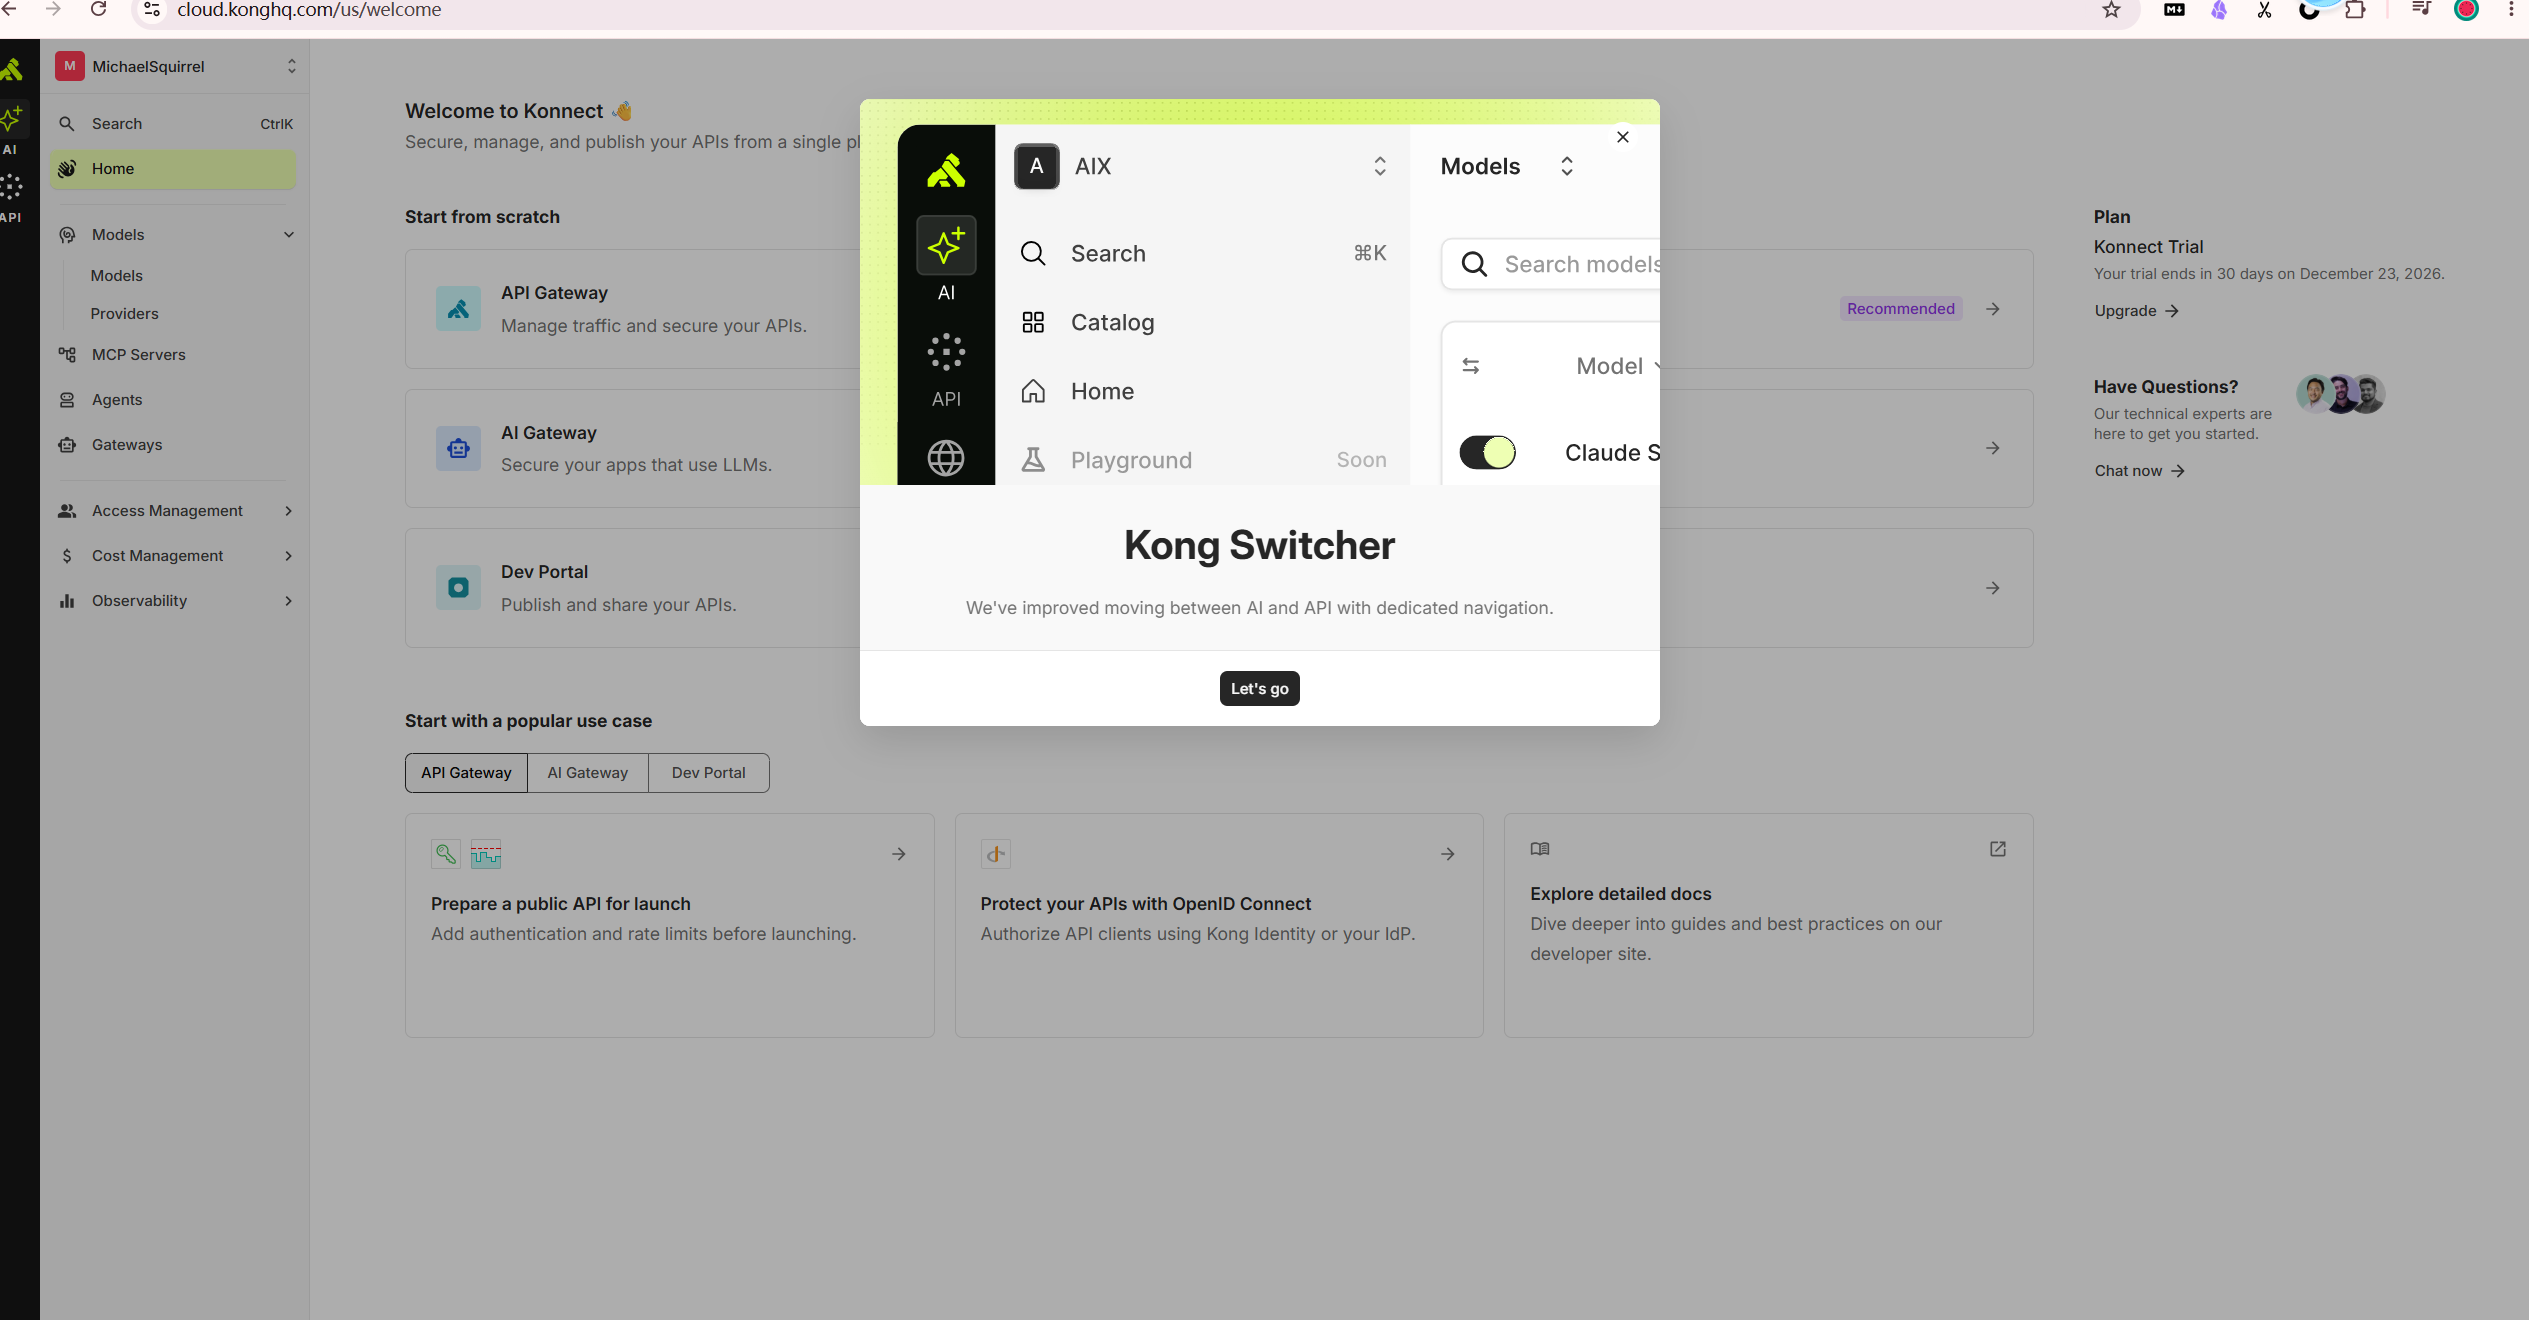 cloud.konghq.com/us/welcome
M
MichaelSquirrel
Search
CtrlK
AI
Home
API
Models
Models
Providers
MCP Servers
Agents
Gateways
Access Management
Cost Management
Observability
Welcome to Konnect
Secure, manage, and publish your APIs from a single pl
Start from scratch
API Gateway
Manage traffic and secure your APIs.
Recommended
AI Gateway
Secure your apps that use LLMs.
Dev Portal
Publish and share your APIs.
A
AIX
Models
Search
⌘K
Search models
AI
Catalog
Model
Home
API
Claude S
Playground
Soon
Kong Switcher
We've improved moving between AI and API with dedicated navigation.
Let's go
Plan
Konnect Trial
Your trial ends in 30 days on December 23, 2026.
Upgrade
Have Questions?
Our technical experts are
here to get you started.
Chat now
Start with a popular use case
API Gateway
AI Gateway
Dev Portal
Prepare a public API for launch
Add authentication and rate limits before launching.
Protect your APIs with OpenID Connect
Authorize API clients using Kong Identity or your IdP.
Explore detailed docs
Dive deeper into guides and best practices on our
developer site.